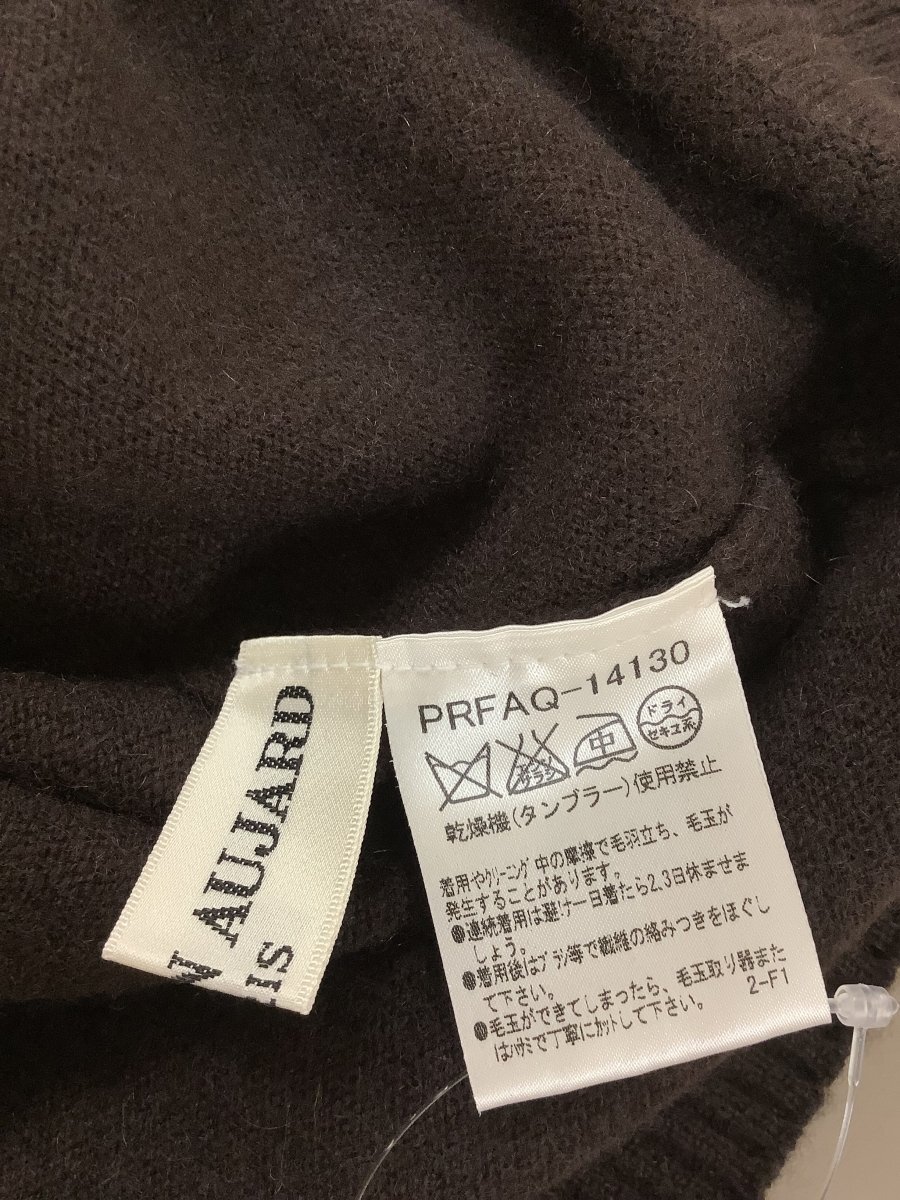 N AUJARD
IS
PRFAQ-14130
エンソ
サラシ
中
ドライ
セキユ系
乾燥機(タンブラー)使用禁止
着用やクリーニング中の摩擦で毛羽立ち、毛玉が
発生することがあります。
●連続着用は避け一日着たら2.3日休ませま
しょう。
●着用後はブラシ等で繊維の絡みつきをほぐし
て下さい。
●毛玉ができてしまったら、毛玉取り器また
はハサミで丁寧にカットして下さい。
2-F1